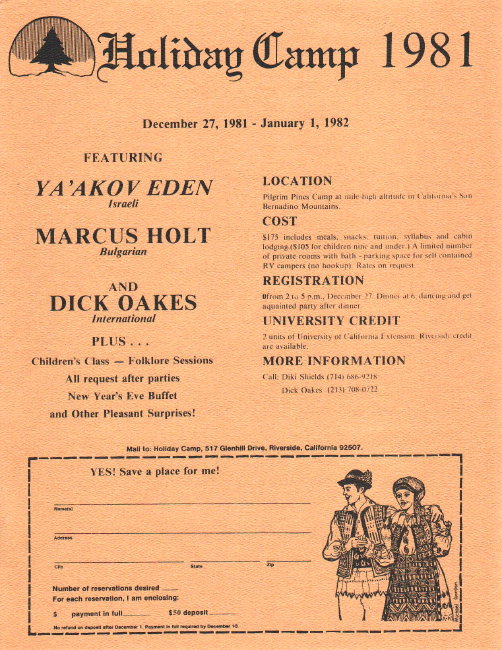 Holiday Camp 1981
December 27, 1981 - January 1, 1982
FEATURING
YA'AKOV EDEN
Israeli
MARCUS HOLT
Bulgarian
AND
DICK OAKES
International
PLUS . . .
Children's Class — Folklore Sessions
All request after parties
New Year's Eve Buffet
and Other Pleasant Surprises!
LOCATION
Pilgrim Pines Camp at mile-high altitude in California's San
Bernadino Mountains.
COST
$175 includes meals, snacks, tuition, syllabus and cabin
lodging.($105 for children nine and under.) A limited number
of private rooms with bath - parking space for self contained
RV campers (no hookup). Rates on request.
REGISTRATION
from 2 to 5 p.m., December 27. Dinner at 6, dancing and get
aquainted party after dinner.
UNIVERSITY CREDIT
2 units of University of California Extension, Riverside credit
are available.
MORE INFORMATION
Call: Diki Shields (714) 686-9218
Dick Oakes (213) 708-0722
Mail to: Holiday Camp, 517 Glenhill Drive, Riverside, California 92507.
YES! Save a place for me!
Name(s)
Address
City State Zip
Number of reservations desired
For each reservation, I am enclosing:
$ payment in full $50 deposit
No refund on deposit after December 1. Payment in full required by December 10.